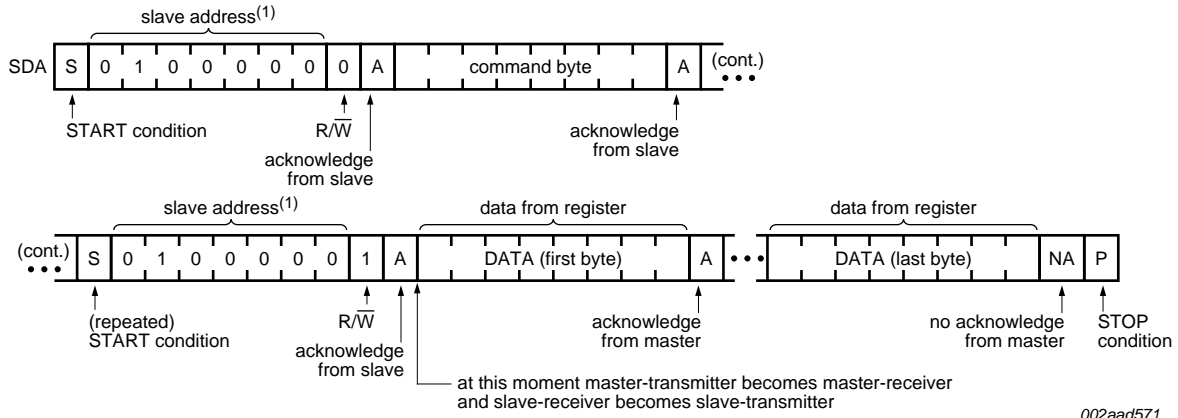 slave address(1)
SDA S 0 1 0 0 0 0 0 0 A command byte A (cont.)
START condition R/W̅ acknowledge from slave acknowledge from slave
slave address(1) data from register data from register
(cont.) S 0 1 0 0 0 0 0 1 A DATA (first byte) A DATA (last byte) NA P
(repeated) START condition R/W̅ acknowledge from slave acknowledge from master no acknowledge from master STOP condition
at this moment master-transmitter becomes master-receiver
and slave-receiver becomes slave-transmitter
002aad571